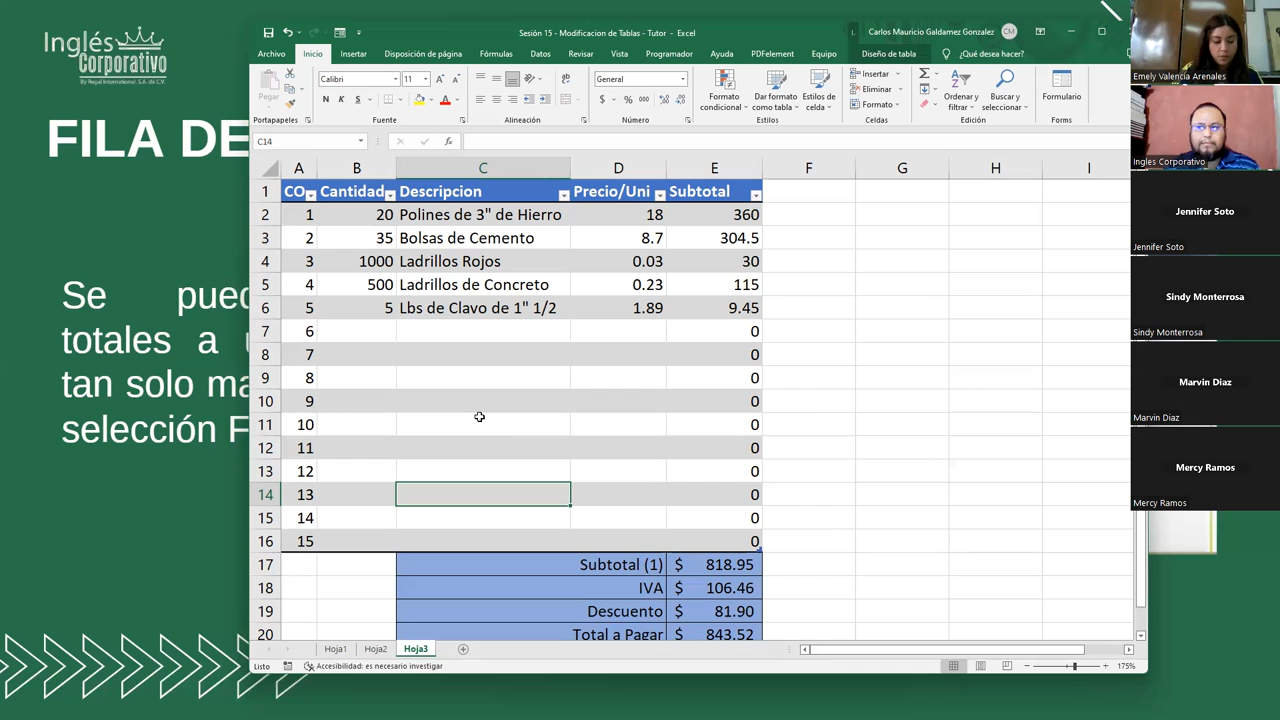 Inglés
Corporativo
By Regal International, S.A. C.V.
FILA DE
Se pued
totales a u
tan solo ma
selección F
Sesión 15 - Modificacion de Tablas - Tutor - Excel
Carlos Mauricio Galdamez Gonzalez
CM
Archivo Inicio Insertar Disposición de página Fórmulas Datos Revisar Vista Programador Ayuda PDFelement Equipo Diseño de tabla ¿Qué desea hacer?
Pegar
Calibri 11
N K S
General
$ % 000
Formato condicional
Dar formato como tabla
Estilos de celda
Insertar
Eliminar
Formato
Ordenar y filtrar
Buscar y seleccionar
Formulario
Portapapeles Fuente Alineación Número Estilos Celdas Edición Forms
C14 fx
A B C D E F G H I
1 CO Cantidad Descripcion Precio/Uni Subtotal
2 1 20 Polines de 3" de Hierro 18 360
3 2 35 Bolsas de Cemento 8.7 304.5
4 3 1000 Ladrillos Rojos 0.03 30
5 4 500 Ladrillos de Concreto 0.23 115
6 5 5 Lbs de Clavo de 1" 1/2 1.89 9.45
7 6 0
8 7 0
9 8 0
10 9 0
11 10 0
12 11 0
13 12 0
14 13 0
15 14 0
16 15 0
17 Subtotal (1) $ 818.95
18 IVA $ 106.46
19 Descuento $ 81.90
20 Total a Pagar $ 843.52
Hoja1 Hoja2 Hoja3
Listo Accesibilidad: es necesario investigar 175%
Emely Valencia Arenales
Ingles Corporativo
Jennifer Soto
Jennifer Soto
Sindy Monterrosa
Sindy Monterrosa
Marvin Diaz
Marvin Diaz
Mercy Ramos
Mercy Ramos